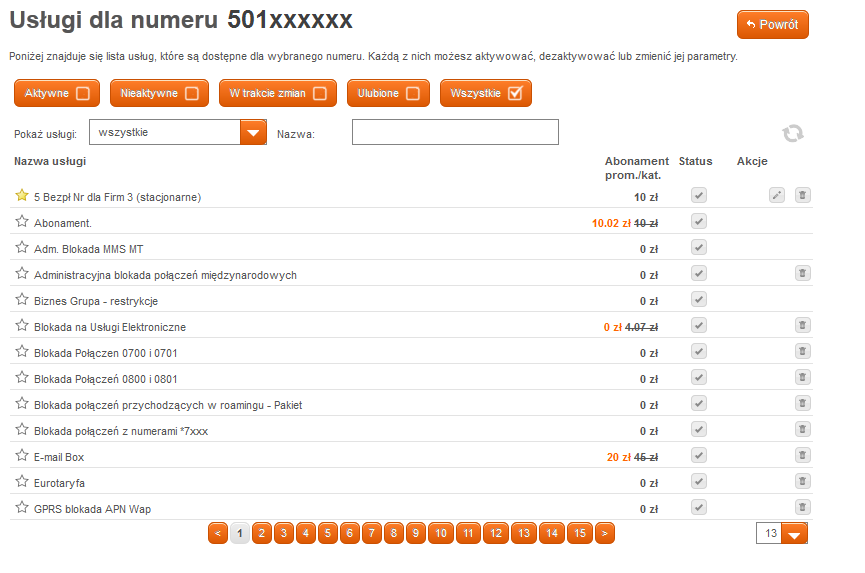 Usługi dla numeru 501xxxxxx
Powrót
Poniżej znajduje się lista usług, które są dostępne dla wybranego numeru. Każdą z nich możesz aktywować, dezaktywować lub zmienić jej parametry.
Aktywne Nieaktywne W trakcie zmian Ulubione Wszystkie
Pokaż usługi: wszystkie Nazwa:
Nazwa usługi Abonament prom./kat. Status Akcje
5 Bezpł Nr dla Firm 3 (stacjonarne) 10 zł
Abonament. 10.02 zł 40 zł
Adm. Blokada MMS MT 0 zł
Administracyjna blokada połączeń międzynarodowych 0 zł
Biznes Grupa - restrykcje 0 zł
Blokada na Usługi Elektroniczne 0 zł 4.07 zł
Blokada Połączen 0700 i 0701 0 zł
Blokada Połączeń 0800 i 0801 0 zł
Blokada połączeń przychodzących w roamingu - Pakiet 0 zł
Blokada połączeń z numerami *7xxx 0 zł
E-mail Box 20 zł 45 zł
Eurotaryfa 0 zł
GPRS blokada APN Wap 0 zł
< 1 2 3 4 5 6 7 8 9 10 11 12 13 14 15 > 13